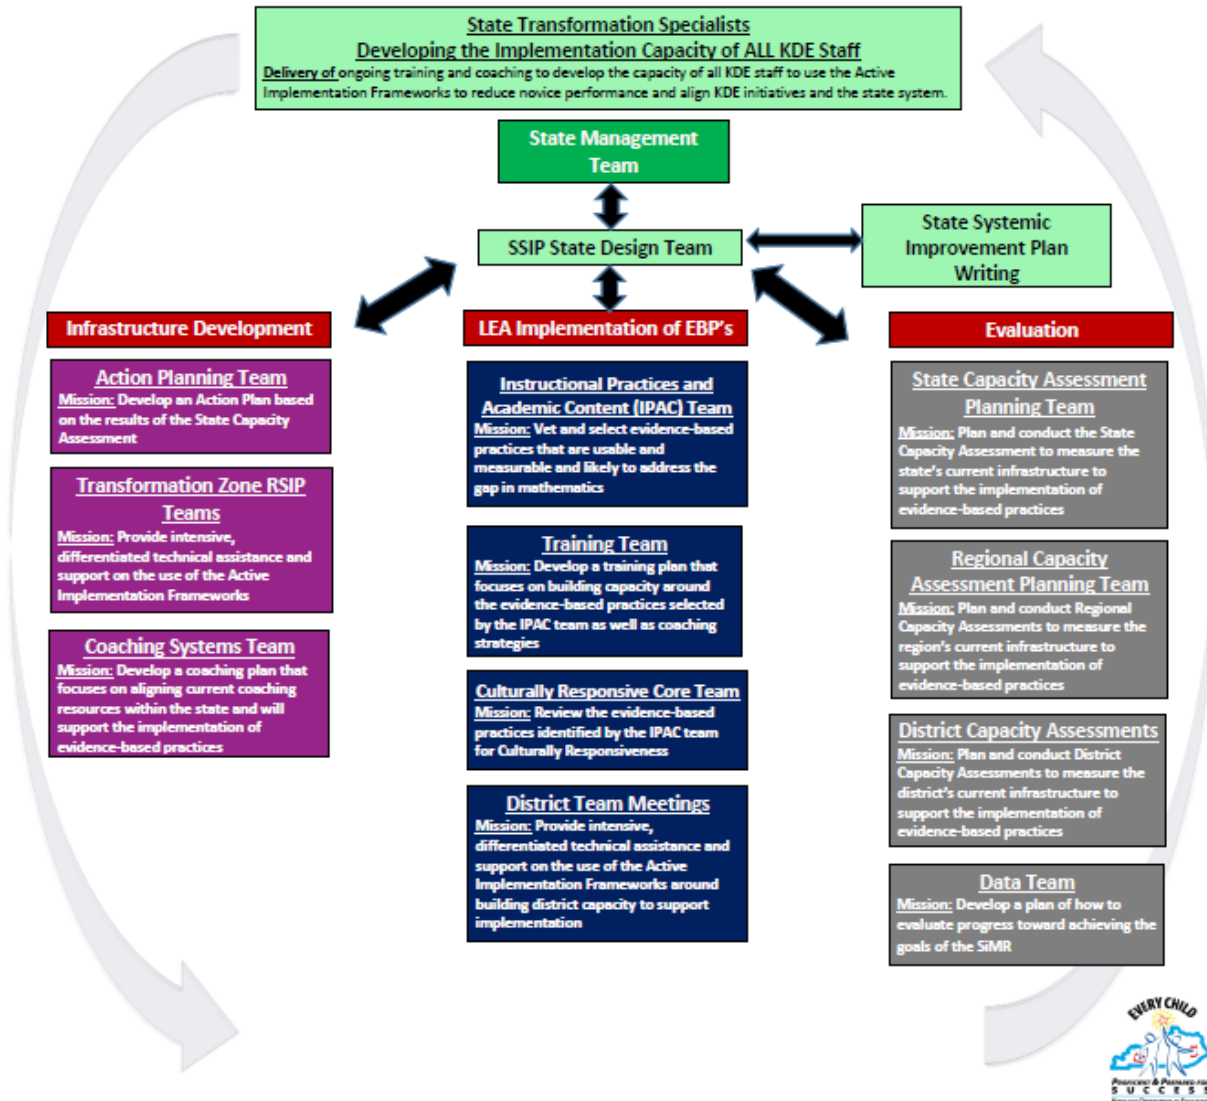 State Transformation Specialists
Developing the Implementation Capacity of ALL KDE Staff
Delivery of ongoing training and coaching to develop the capacity of all KDE staff to use the Active
Implementation Frameworks to reduce novice performance and align KDE initiatives and the state system.
State Management
Team
SSIP State Design Team
State Systemic
Improvement Plan
Writing
Infrastructure Development
Action Planning Team
Mission: Develop an Action Plan based
on the results of the State Capacity
Assessment
Transformation Zone RSIP
Teams
Mission: Provide intensive,
differentiated technical assistance and
support on the use of the Active
Implementation Frameworks
Coaching Systems Team
Mission: Develop a coaching plan that
focuses on aligning current coaching
resources within the state and will
support the implementation of
evidence-based practices
LEA Implementation of EBP's
Instructional Practices and
Academic Content (IPAC) Team
Mission: Vet and select evidence-based
practices that are usable and
measurable and likely to address the
gap in mathematics
Training Team
Mission: Develop a training plan that
focuses on building capacity around
the evidence-based practices selected
by the IPAC team as well as coaching
strategies
Culturally Responsive Core Team
Mission: Review the evidence-based
practices identified by the IPAC team
for Culturally Responsiveness
District Team Meetings
Mission: Provide intensive,
differentiated technical assistance and
support on the use of the Active
Implementation Frameworks around
building district capacity to support
implementation
Evaluation
State Capacity Assessment
Planning Team
Mission: Plan and conduct the State
Capacity Assessment to measure the
state's current infrastructure to
support the implementation of
evidence-based practices
Regional Capacity
Assessment Planning Team
Mission: Plan and conduct Regional
Capacity Assessments to measure the
region's current infrastructure to
support the implementation of
evidence-based practices
District Capacity Assessments
Mission: Plan and conduct District
Capacity Assessments to measure the
district's current infrastructure to
support the implementation of
evidence-based practices
Data Team
Mission: Develop a plan of how to
evaluate progress toward achieving the
goals of the SiMR
EVERY CHILD
PROFICIENT & PREPARED FOR
SUCCESS